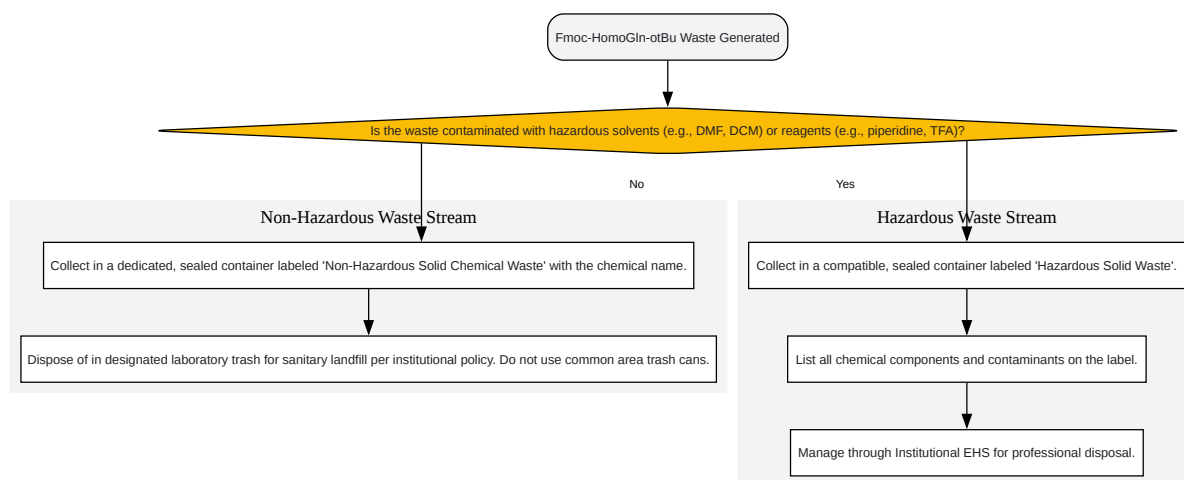 Fmoc-HomoGln-otBu Waste Generated
Is the waste contaminated with hazardous solvents (e.g., DMF, DCM) or reagents (e.g., piperidine, TFA)?
No
Yes
Non-Hazardous Waste Stream
Hazardous Waste Stream
Collect in a dedicated, sealed container labeled 'Non-Hazardous Solid Chemical Waste' with the chemical name.
Collect in a compatible, sealed container labeled 'Hazardous Solid Waste'.
Dispose of in designated laboratory trash for sanitary landfill per institutional policy. Do not use common area trash cans.
List all chemical components and contaminants on the label.
Manage through Institutional EHS for professional disposal.